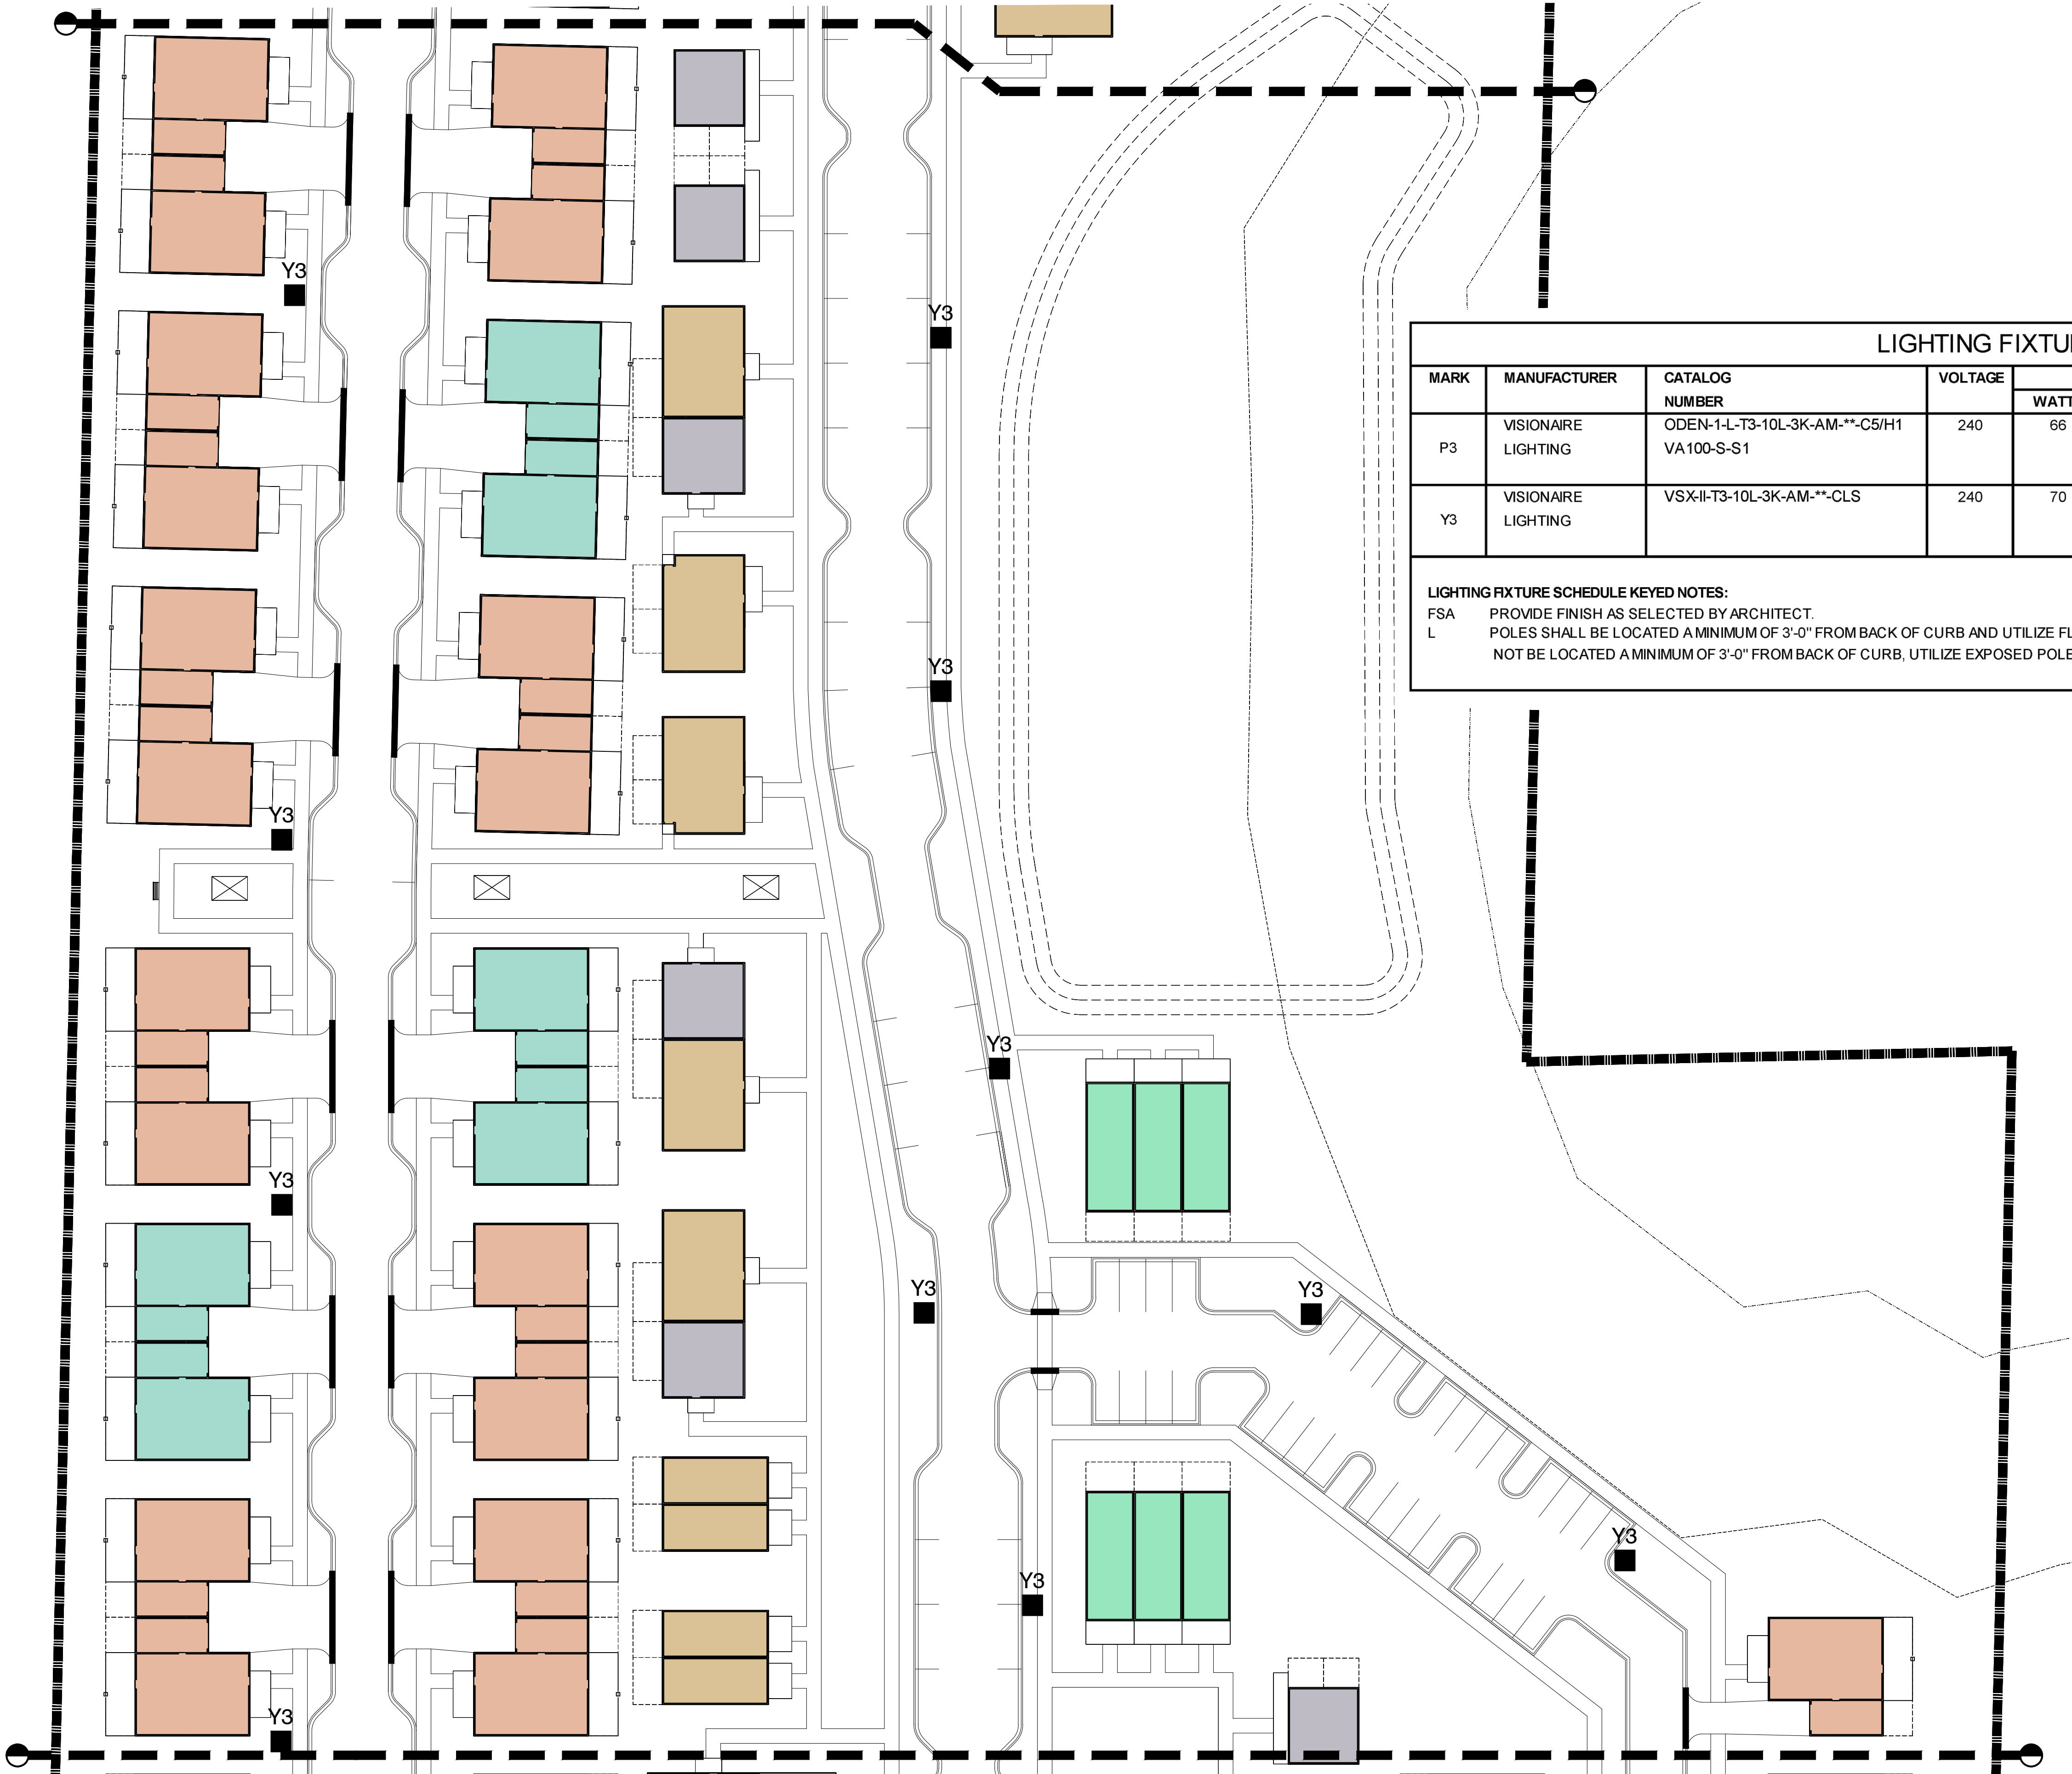 Y3
Y3
LIGHTING
MARK
MANUFACTURER
CATALOG
NUMBER
VOLTAGE
P3
VISIONAIRE
LIGHTING
ODEN-1-L-T3-10L-3K-AM-**-C5/H1
VA100-S-S1
240
66
Y3
VISIONAIRE
LIGHTING
VSX-II-T3-10L-3K-AM-**-CLS
240
70
LIGHTING FIXTURE SCHEDULE KEYED NOTES:
FSA PROVIDE FINISH AS SELECTED BY ARCHITECT.
L POLES SHALL BE LOCATED A MINIMUM OF 3'-0" FROM BACK OF CURB AND UTILIZE
NOT BE LOCATED A MINIMUM OF 3'-0" FROM BACK OF CURB, UTILIZE EXPOSED POLE
Y3
Y3
Y3
Y3
Y3
Y3
Y3
Y3
Y3